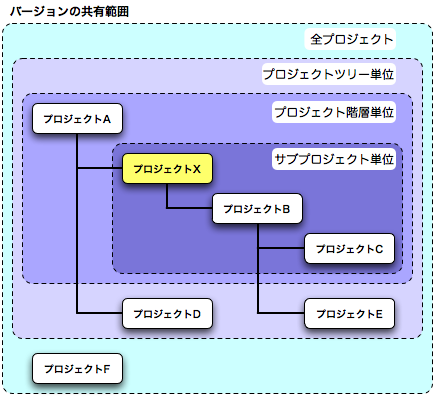 バージョンの共有範囲
全プロジェクト
プロジェクトツリー単位
プロジェクト階層単位
プロジェクトA
サブプロジェクト単位
プロジェクトX
プロジェクトB
プロジェクトC
プロジェクトD
プロジェクトE
プロジェクトF